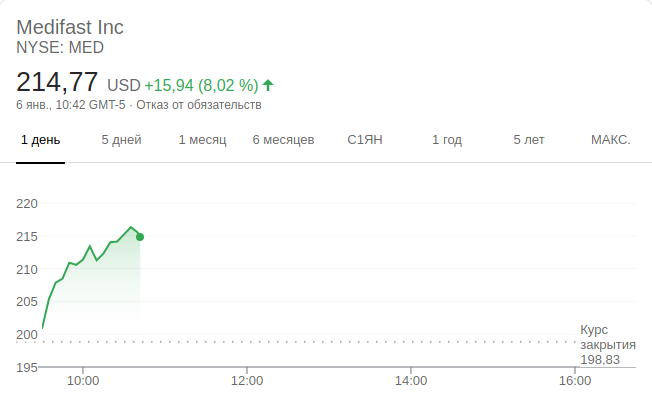 Medifast Inc
NYSE: MED
214,77 USD +15,94 (8,02 %)
6 янв., 10:42 GMT-5 · Отказ от обязательств
1 день 5 дней 1 месяц 6 месяцев С1ЯН 1 год 5 лет МАКС.
220
215
210
205
200
Курс
закрытия
198,83
195
10:00 12:00 14:00 16:00